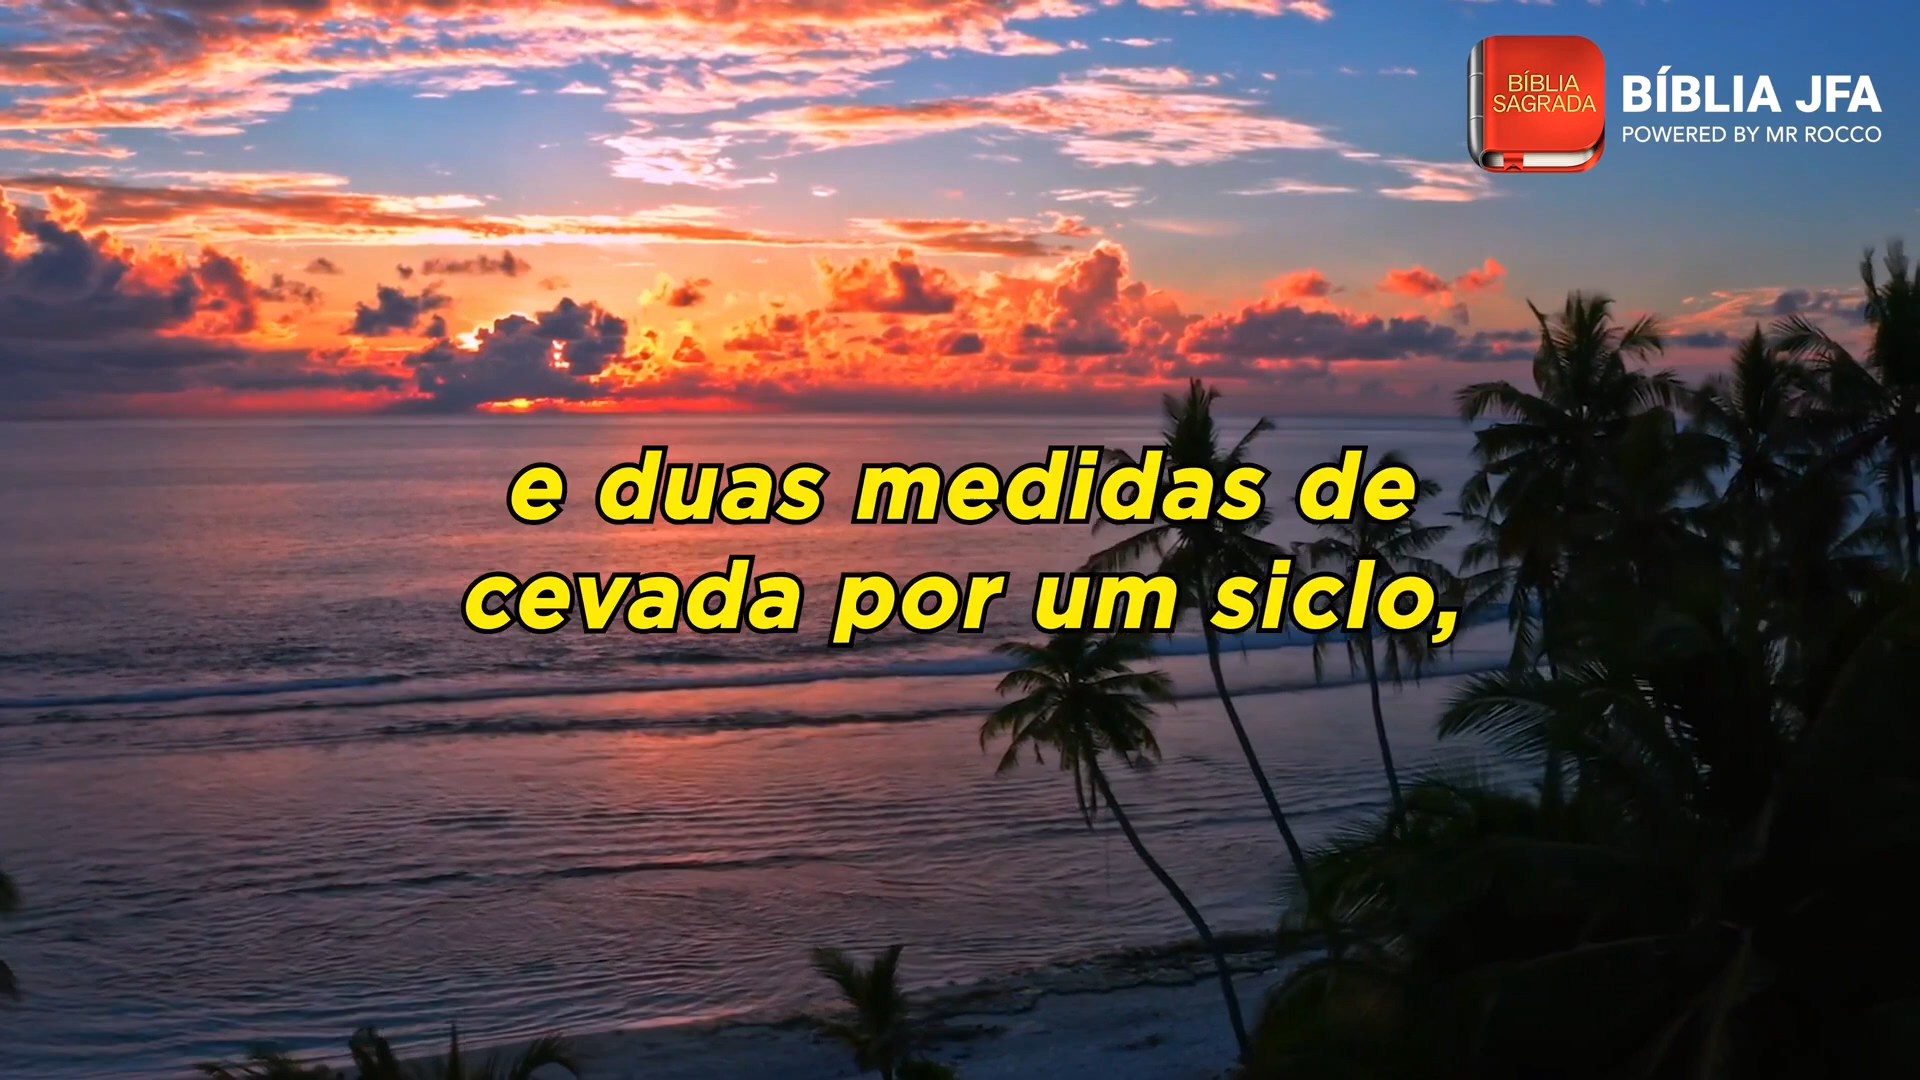 BÍBLIA
SAGRADA
BÍBLIA JFA
POWERED BY MR ROCCO
e duas medidas de
cevada por um siclo,